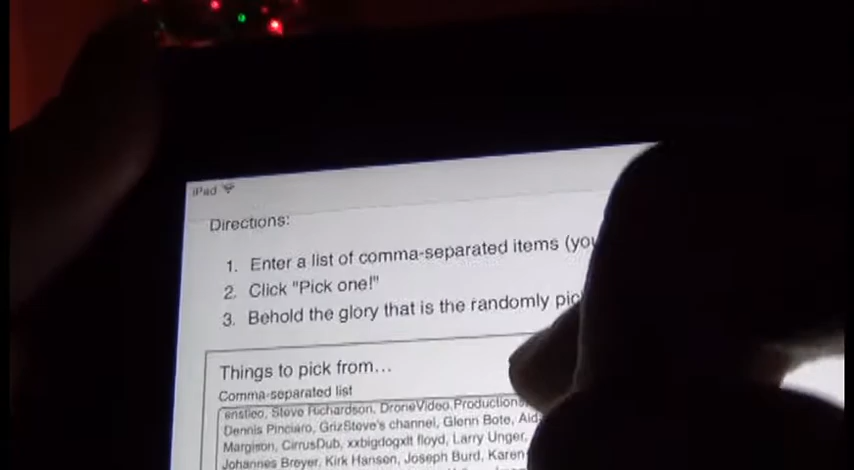 iPad
Directions:
1. Enter a list of comma-separated items (you
2. Click "Pick one!"
3. Behold the glory that is the randomly pic
Things to pick from...
Comma-separated list
Steve Richardson, DroneVideo Productions,
Dennis Pinciaro, GrizSteve's channel, Glenn Bote, Aid
Margison, CirrusDub, xxbigdogxlt floyd, Larry Unger,
Johannes Breyer, Kirk Hansen, Joseph Burd, Karen